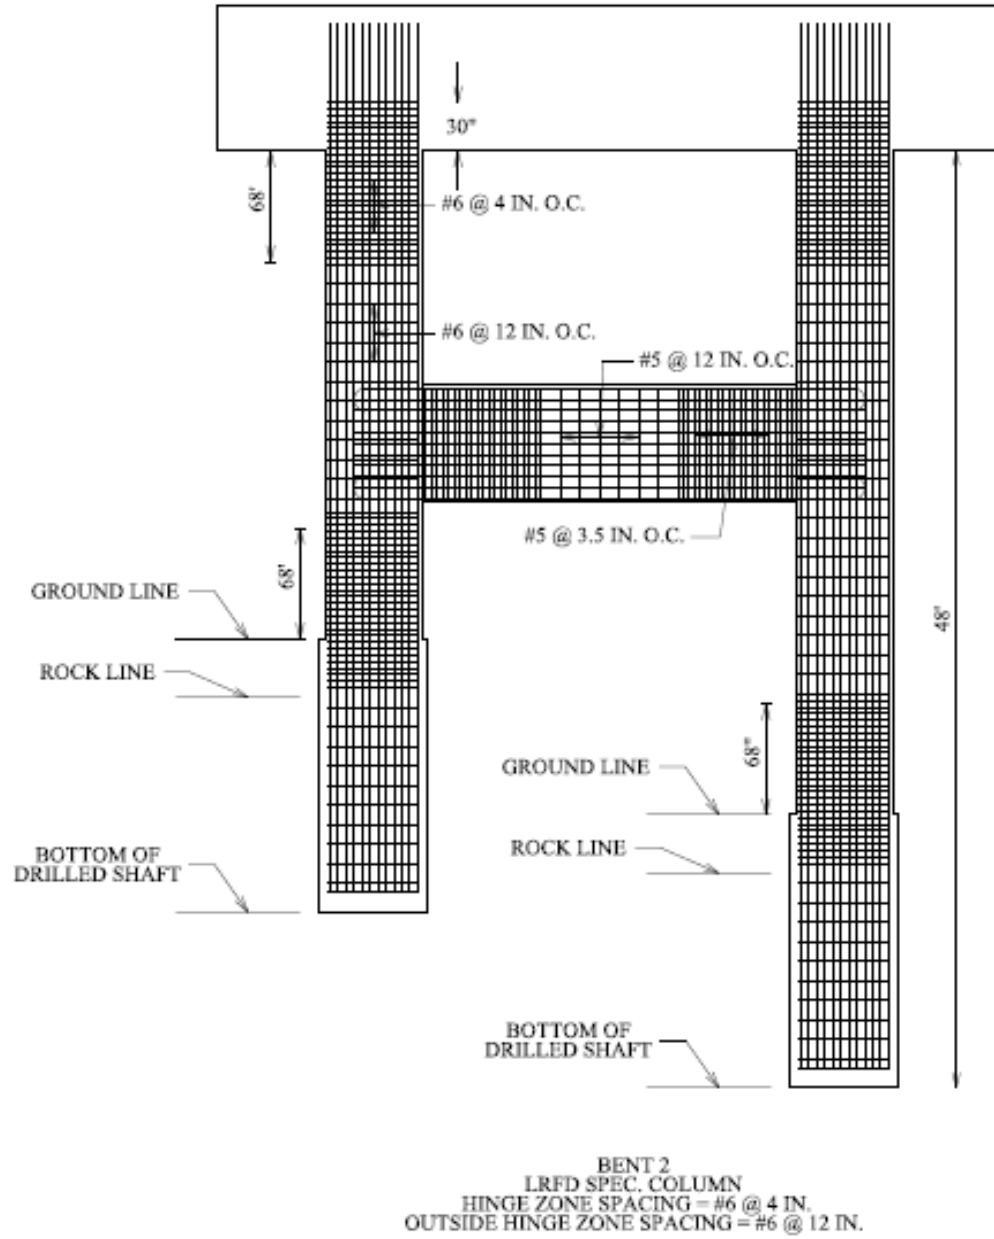 30"
68'
#6 @ 4 IN. O.C.
#6 @ 12 IN. O.C.
#5 @ 12 IN. O.C.
#5 @ 3.5 IN. O.C.
68'
GROUND LINE
ROCK LINE
48'
68"
GROUND LINE
ROCK LINE
BOTTOM OF
DRILLED SHAFT
BOTTOM OF
DRILLED SHAFT
BENT 2
LRFD SPEC. COLUMN
HINGE ZONE SPACING = #6 @ 4 IN.
OUTSIDE HINGE ZONE SPACING = #6 @ 12 IN.